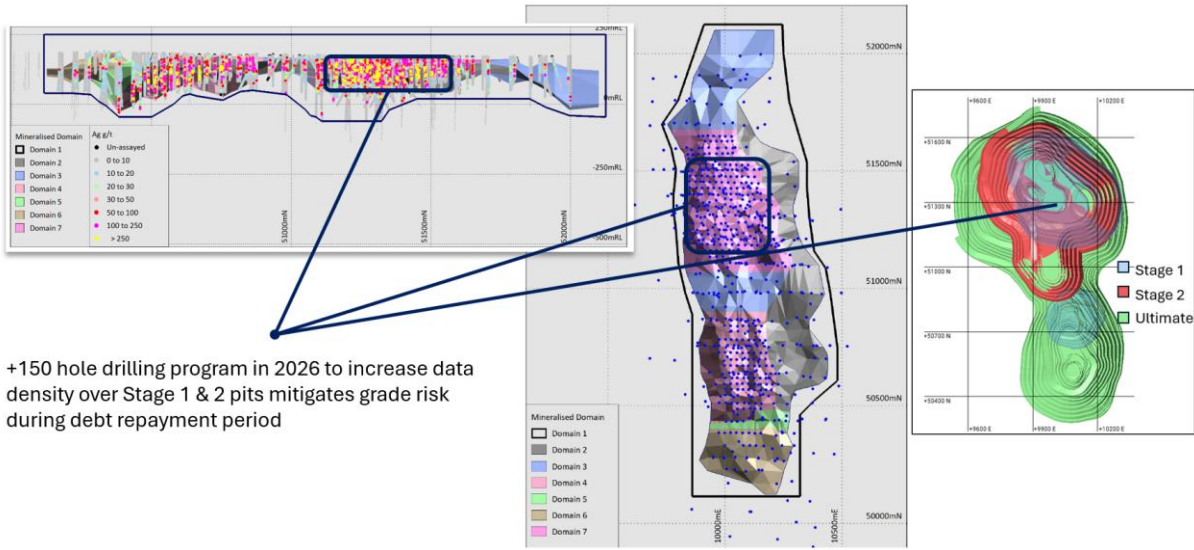 250mRL
0mRL
-250mRL
-500mRL
51000mN
51500mN
52000mN
Mineralised Domain
Domain 1
Domain 2
Domain 3
Domain 4
Domain 5
Domain 6
Domain 7
Ag g/t
Un-assayed
0 to 10
10 to 20
20 to 30
30 to 50
50 to 100
100 to 250
> 250
+150 hole drilling program in 2026 to increase data
density over Stage 1 & 2 pits mitigates grade risk
during debt repayment period
52000mN
51500mN
51000mN
50500mN
50000mN
10000mE
10500mE
Mineralised Domain
Domain 1
Domain 2
Domain 3
Domain 4
Domain 5
Domain 6
Domain 7
+9600 E
+9900 E
+10200 E
+51600 N
+51300 N
+51000 N
+50700 N
+50400 N
+9600 E
+9900 E
+10200 E
Stage 1
Stage 2
Ultimate